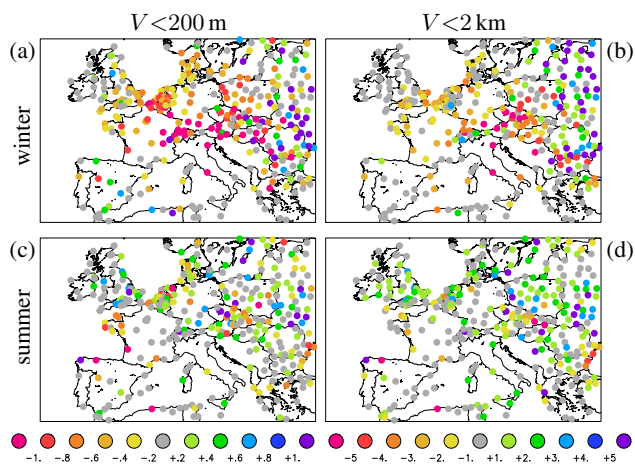 V<200 m V<2 km
(a) (b)
winter
(c) (d)
summer
-1. -.8 -.6 -.4 -.2 +.2 +.4 +.6 +.8 +1. -5 -4. -3. -2. -1. +1. +2. +3. +4 +5